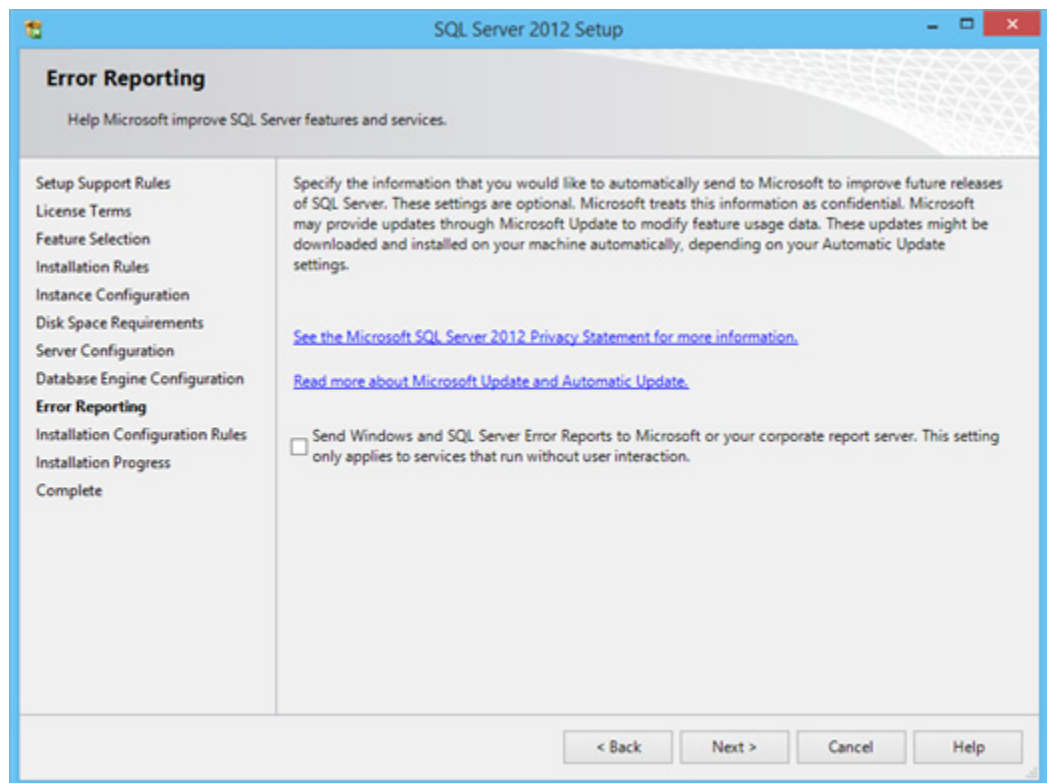 SQL Server 2012 Setup
Error Reporting
Help Microsoft improve SQL Server features and services.
Setup Support Rules
License Terms
Feature Selection
Installation Rules
Instance Configuration
Disk Space Requirements
Server Configuration
Database Engine Configuration
Error Reporting
Installation Configuration Rules
Installation Progress
Complete
Specify the information that you would like to automatically send to Microsoft to improve future releases
of SQL Server. These settings are optional. Microsoft treats this information as confidential. Microsoft
may provide updates through Microsoft Update to modify feature usage data. These updates might be
downloaded and installed on your machine automatically, depending on your Automatic Update
settings.
See the Microsoft SQL Server 2012 Privacy Statement for more information.
Read more about Microsoft Update and Automatic Update.
Send Windows and SQL Server Error Reports to Microsoft or your corporate report server. This setting
only applies to services that run without user interaction.
< Back
Next >
Cancel
Help